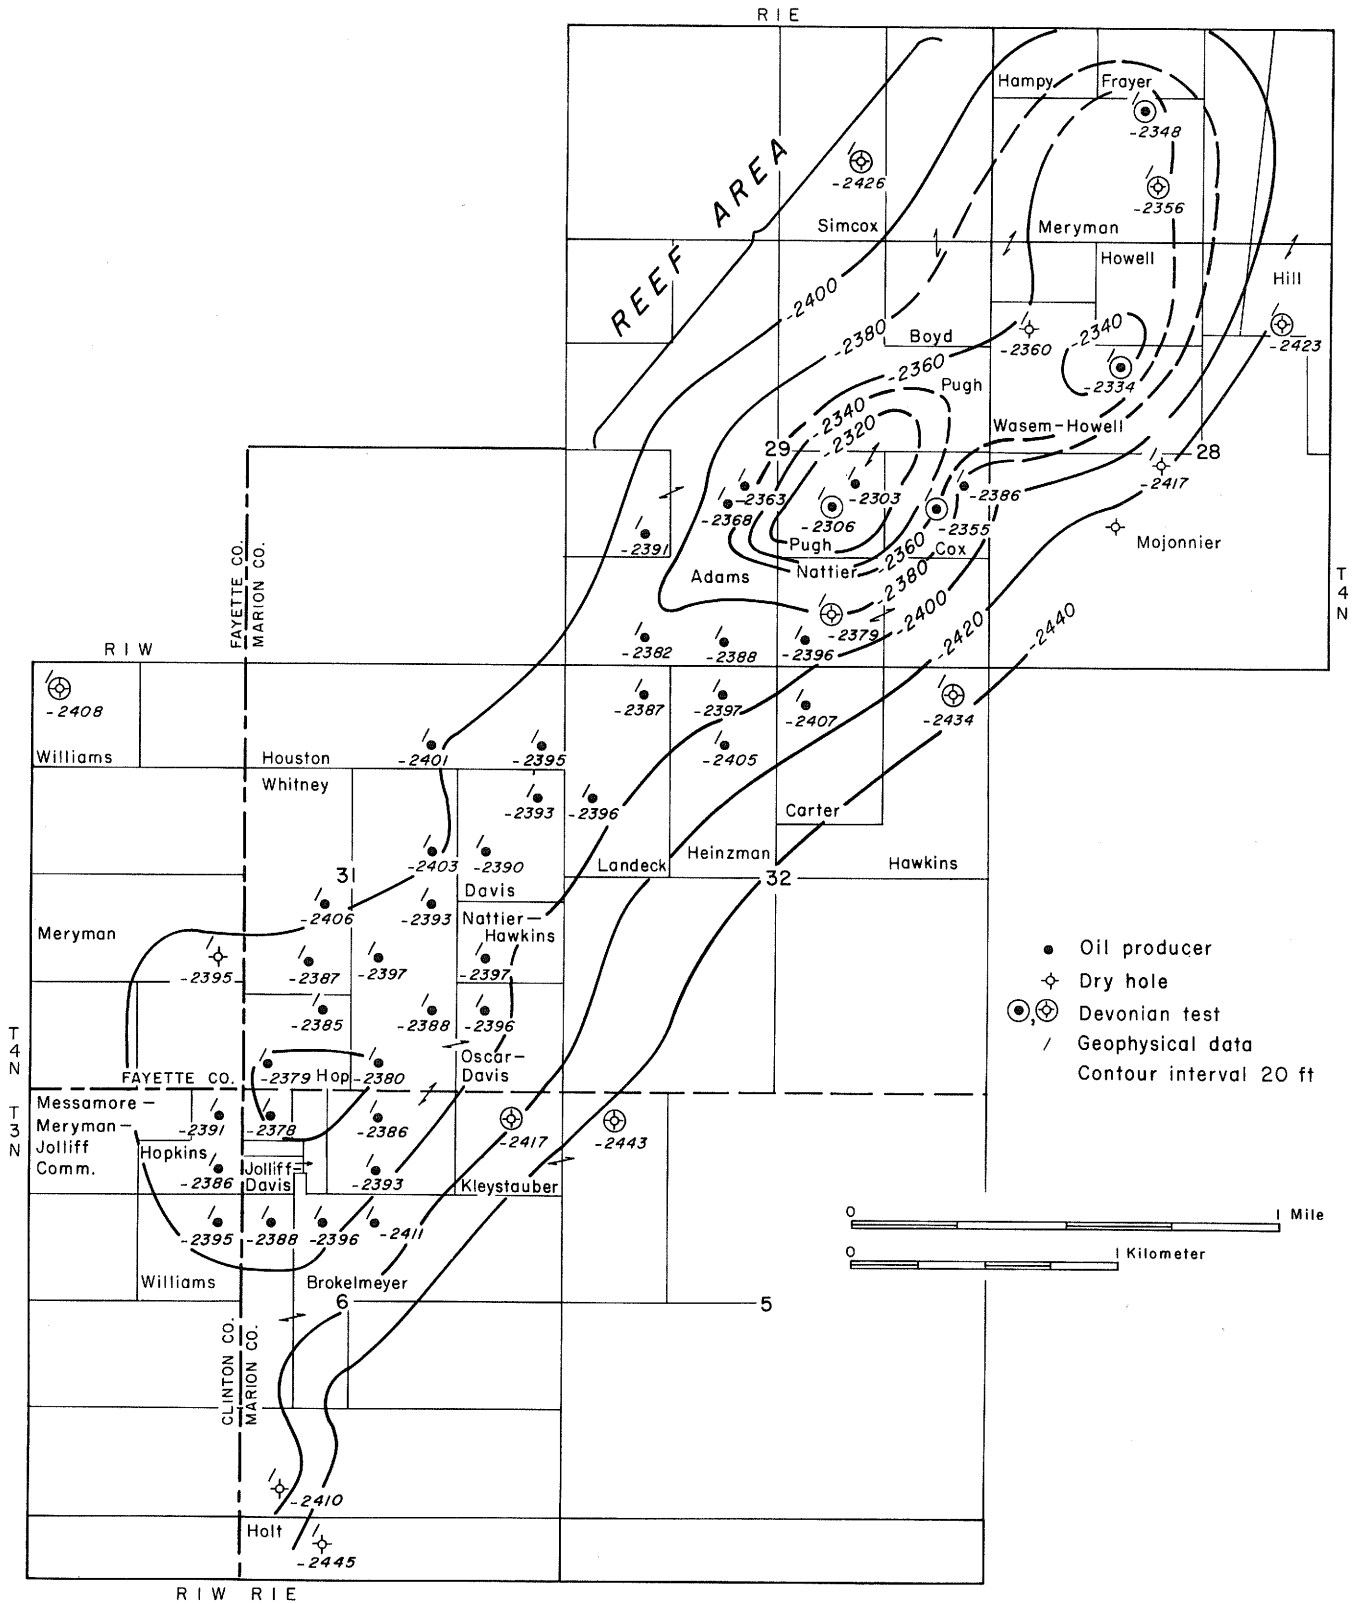 R I E
Hampy
Frayer
-2348
REEF AREA
-2426
-2356
Simcox
Meryman
Howell
Hill
-2400
-2380
Boyd
-2360
-2340
-2423
-2360
Pugh
-2334
-2340
-2320
Wasem-Howell
29
28
-2363
-2303
-2386
-2417
-2368
-2306
-2355
-2391
Pugh
-2360
Cox
Mojonnier
FAYETTE CO.
MARION CO.
Adams
Nattier
-2380
T
4
N
-2400
-2440
-2379
-2420
R I W
-2382
-2388
-2396
-2408
-2387
-2397
-2407
-2434
Williams
Houston
-2401
-2395
-2405
Whitney
-2393
-2396
Carter
-2403
-2390
Landeck
Heinzman
Hawkins
31
Davis
32
-2406
-2393
Nattier-
Hawkins
Meryman
-2395
-2387
-2397
-2397
Oil producer
Dry hole
-2385
-2388
-2396
, Devonian test
T
4
N
Geophysical data
Oscar-
Davis
FAYETTE CO.
-2379
Hop
-2380
Contour interval 20 ft
T
3
N
Messamore-
Meryman-
Jolliff
Comm.
-2391
-2378
-2386
-2417
-2443
Hopkins
-2386
Jolliff-
Davis
-2393
Kleystauber
-2395
-2388
-2396
-2411
0 1 Mile
0 1 Kilometer
Williams
Brokelmeyer
6
5
CLINTON CO.
MARION CO.
-2410
Holt
-2445
R I W R I E